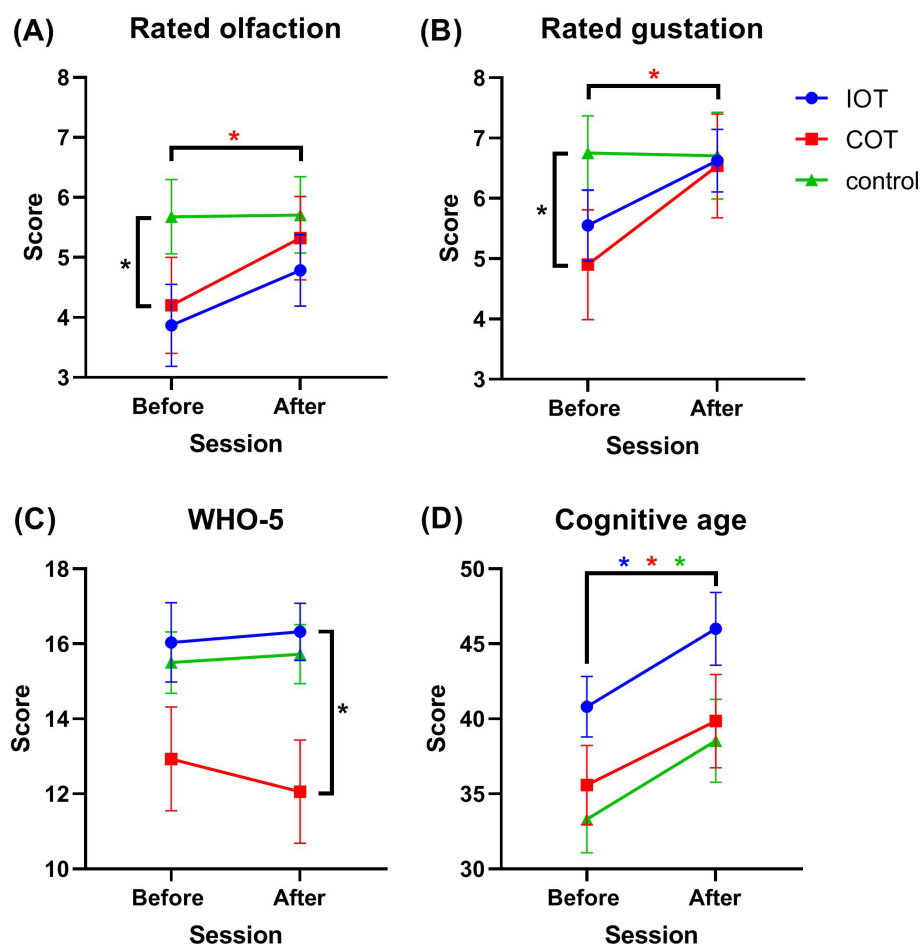 (A) Rated olfaction
8
7
6
5
4
3
Score
*
*
Before After
Session
(B) Rated gustation
8
7
6
5
4
3
Score
*
*
Before After
Session
IOT
COT
control
(C) WHO-5
18
16
14
12
10
Score
*
Before After
Session
(D) Cognitive age
50
45
40
35
30
Score
* * *
Before After
Session